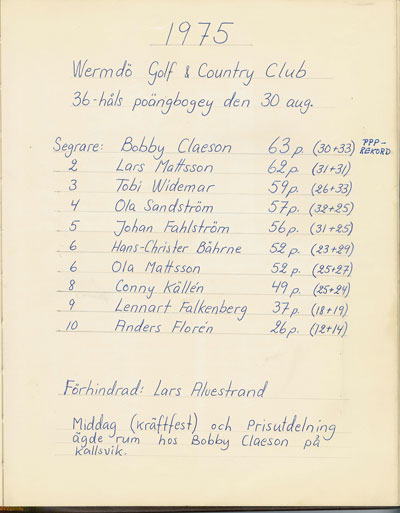 1975
Wermdö Golf & Country Club
36-håls poängbogey den 30 aug.
Segrare: Bobby Claeson 63 p. (30+33) PPP-
REKORD
2 Lars Mattsson 62 p. (31+31)
3 Tobi Widemar 59 p. (26+33)
4 Ola Sandström 57 p. (32+25)
5 Johan Fahlström 56 p. (31+25)
6 Hans-Christer Bährne 52 p. (23+29)
6 Ola Mattsson 52 p. (25+27)
8 Conny Källén 49 p. (25+24)
9 Lennart Falkenberg 37 p. (18+19)
10 Anders Florén 26 p. (12+14)
Förhindrad: Lars Alvestrand
Middag (kräftfest) och Prisutdelning
ägde rum hos Bobby Claeson på
Kallsvik.